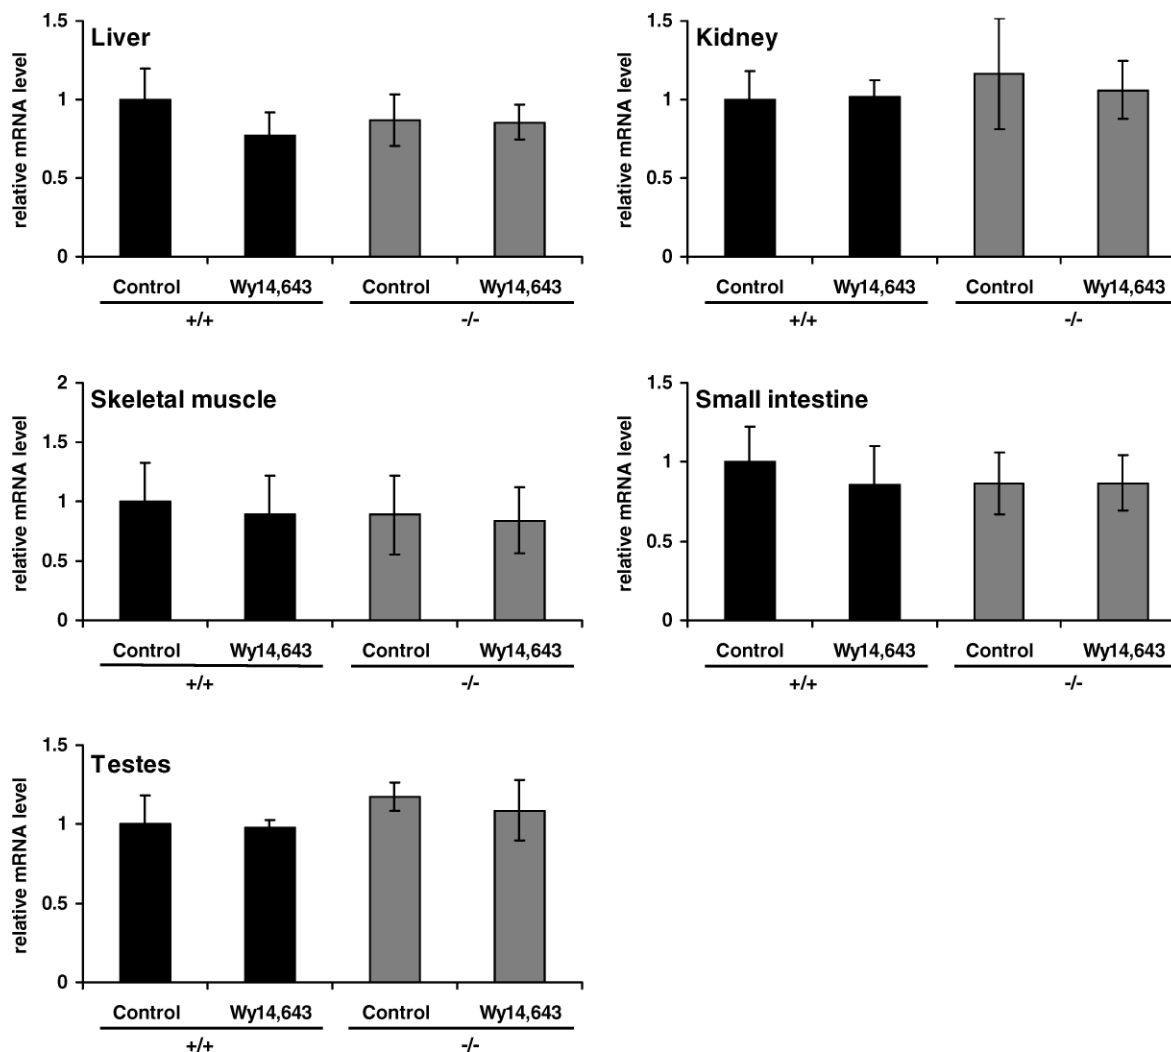 Liver
relative mRNA level
1.5
1
0.5
0
Control Wy14,643 Control Wy14,643
+/+ -/-
Kidney
relative mRNA level
1.5
1
0.5
0
Control Wy14,643 Control Wy14,643
+/+ -/-
Skeletal muscle
relative mRNA level
2
1.5
1
0.5
0
Control Wy14,643 Control Wy14,643
+/+ -/-
Small intestine
relative mRNA level
1.5
1
0.5
0
Control Wy14,643 Control Wy14,643
+/+ -/-
Testes
relative mRNA level
1.5
1
0.5
0
Control Wy14,643 Control Wy14,643
+/+ -/-